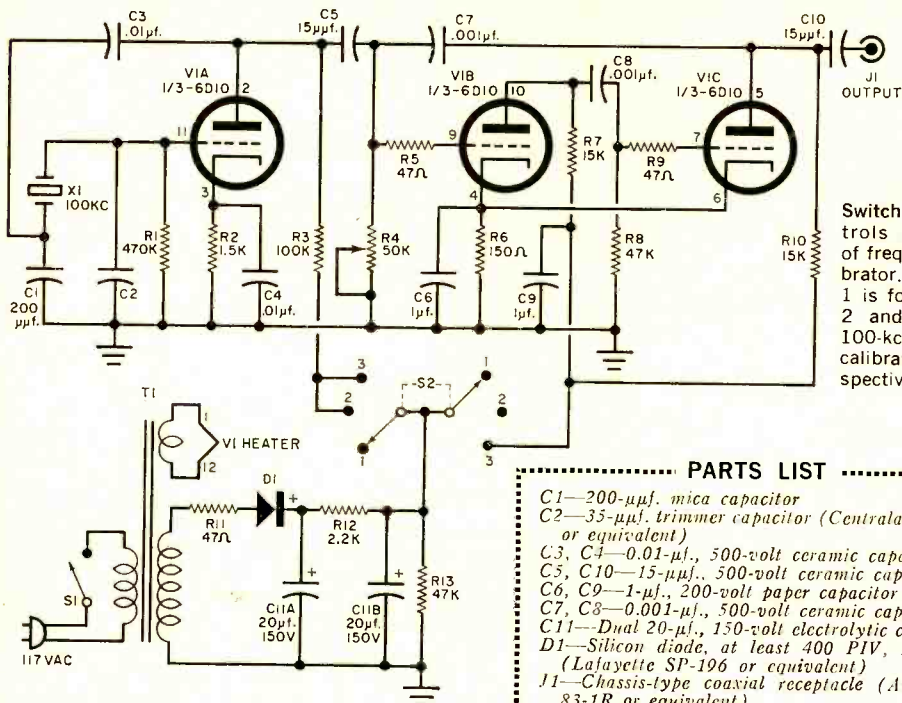 C3
.01μf.
C5
15μμf.
C7
.001μf.
C10
15μμf.
J1
OUTPUT
V1A
1/3-6D10
2
11
3
V1B
1/3-6D10
10
9
4
C8
.001μf.
V1C
1/3-6D10
5
7
6
X1
100KC
C1
200
μμf.
C2
R1
470K
R2
1.5K
C4
.01μf.
R3
100K
R4
50K
R5
47Ω
C6
1μf.
R6
150Ω
C9
1μf.
R7
15K
R8
47K
R9
47Ω
R10
15K
Switch
trols
of freq
brator.
1 is fo
2 and
100-kc
calibra
spectiv
3
2
1
-S2-
1
2
3
T1
1
V1 HEATER
12
S1
117VAC
R11
47Ω
D1
+
R12
2.2K
+
C11A
20μf.
150V
+
C11B
20μf.
150V
R13
47K
PARTS LIST
C1—200-μμf. mica capacitor
C2—35-μμf. trimmer capacitor (Centrala
or equivalent)
C3, C4—0.01-μf., 500-volt ceramic capa
C5, C10—15-μμf., 500-volt ceramic cap
C6, C9—1-μf., 200-volt paper capacitor
C7, C8—0.001-μf., 500-volt ceramic cap
C11—Dual 20-μf., 150-volt electrolytic c
D1—Silicon diode, at least 400 PIV,
(Lafayette SP-196 or equivalent)
J1—Chassis-type coaxial receptacle (A
83-1R or equivalent)